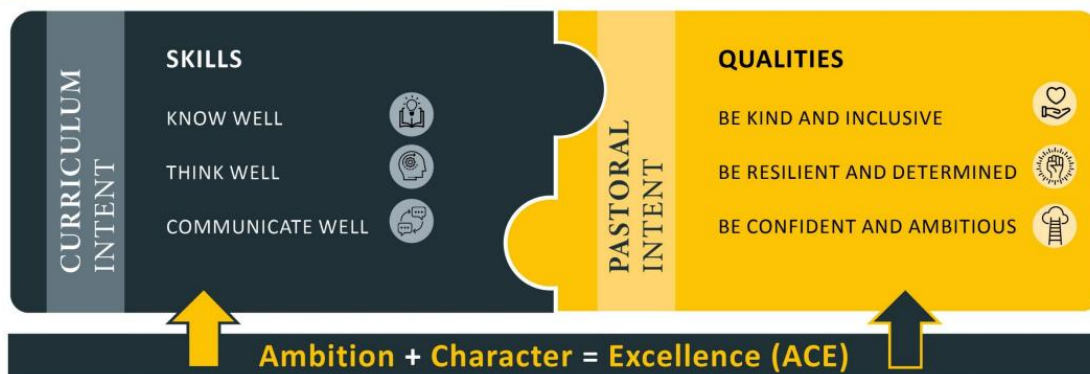 CURRICULUM
INTENT
SKILLS
KNOW WELL
THINK WELL
COMMUNICATE WELL
PASTORAL
INTENT
QUALITIES
BE KIND AND INCLUSIVE
BE RESILIENT AND DETERMINED
BE CONFIDENT AND AMBITIOUS
Ambition + Character = Excellence (ACE)